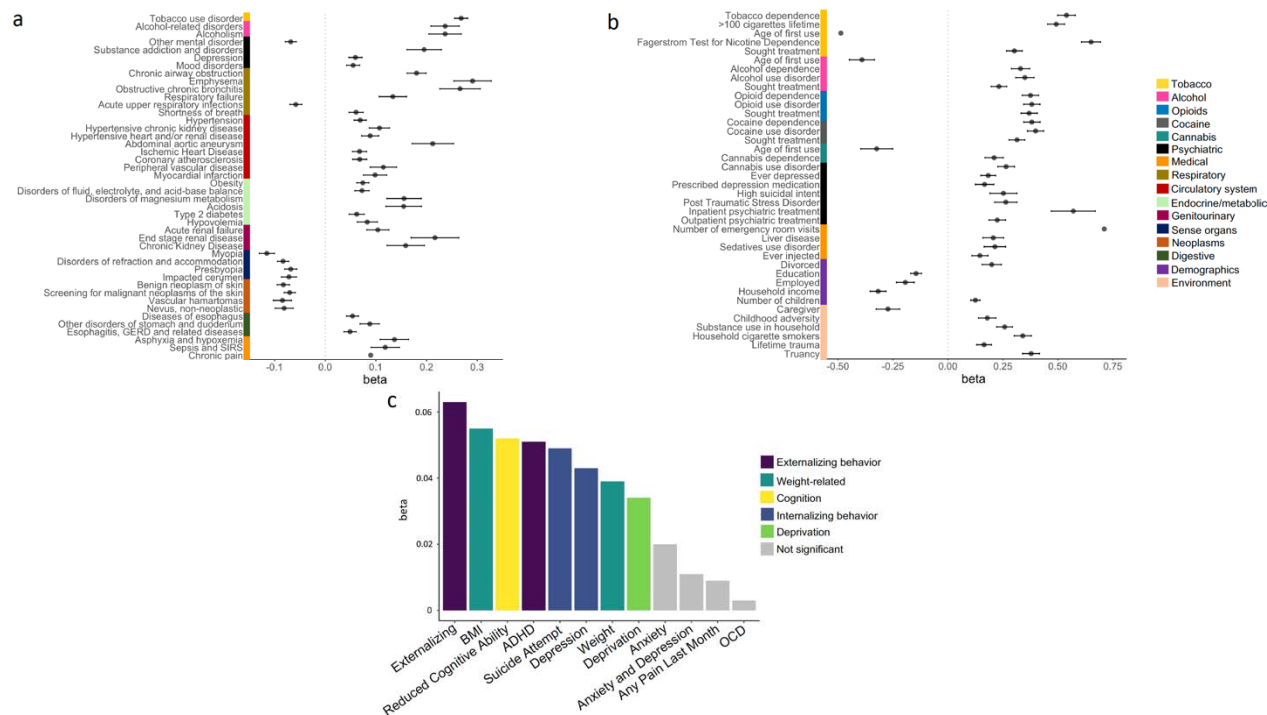 a
Tobacco use disorder
Alcohol-related disorders
Alcoholism
Other mental disorder
Substance addiction and disorders
Depression
Mood disorders
Chronic airway obstruction
Emphysema
Obstructive chronic bronchitis
Respiratory failure
Acute upper respiratory infections
Shortness of breath
Hypertension
Hypertensive chronic kidney disease
Hypertensive heart and/or renal disease
Abdominal aortic aneurysm
Ischemic Heart Disease
Coronary atherosclerosis
Peripheral vascular disease
Myocardial infarction
Obesity
Disorders of fluid, electrolyte, and acid-base balance
Disorders of magnesium metabolism
Acidosis
Type 2 diabetes
Hypovolemia
Acute renal failure
End stage renal disease
Chronic Kidney Disease
Myopia
Disorders of refraction and accommodation
Presbyopia
Impacted cerumen
Benign neoplasm of skin
Screening for malignant neoplasms of the skin
Vascular hamartomas
Nevus, non-neoplastic
Diseases of esophagus
Other disorders of stomach and duodenum
Esophagitis, GERD and related diseases
Asphyxia and hypoxemia
Sepsis and SIRS
Chronic pain
-0.1 0.0 0.1 0.2 0.3
beta
b
Tobacco dependence
>100 cigarettes lifetime
Age of first use
Fagerstrom Test for Nicotine Dependence
Sought treatment
Age of first use
Alcohol dependence
Alcohol use disorder
Sought treatment
Opioid dependence
Opioid use disorder
Sought treatment
Cocaine dependence
Cocaine use disorder
Sought treatment
Age of first use
Cannabis dependence
Cannabis use disorder
Ever depressed
Prescribed depression medication
High suicidal intent
Post Traumatic Stress Disorder
Inpatient psychiatric treatment
Outpatient psychiatric treatment
Number of emergency room visits
Liver disease
Sedatives use disorder
Ever injected
Divorced
Education
Employed
Household income
Number of children
Caregiver
Childhood adversity
Substance use in household
Household cigarette smokers
Lifetime trauma
Truancy
-0.50 -0.25 0.00 0.25 0.50 0.75
beta
Tobacco
Alcohol
Opioids
Cocaine
Cannabis
Psychiatric
Medical
Respiratory
Circulatory system
Endocrine/metabolic
Genitourinary
Sense organs
Neoplasms
Digestive
Demographics
Environment
c
0.06
0.04
0.02
0
beta
Externalizing
BMI
Reduced Cognitive Ability
ADHD
Suicide Attempt
Depression
Weight
Deprivation
Anxiety
Anxiety and Depression
Any Pain Last Month
OCD
Externalizing behavior
Weight-related
Cognition
Internalizing behavior
Deprivation
Not significant